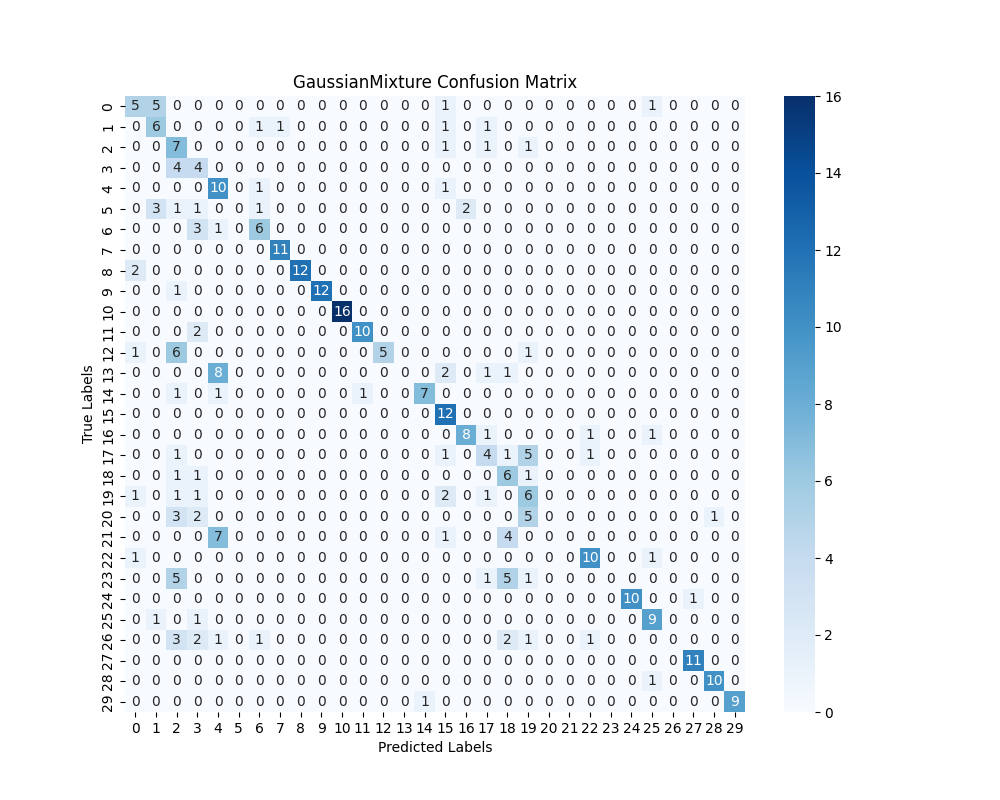 GaussianMixture Confusion Matrix
0 5 5 0 0 0 0 0 0 0 0 0 0 0 0 0 1 0 0 0 0 0 0 0 0 0 1 0 0 0 0
1 0 6 0 0 0 0 1 1 0 0 0 0 0 0 0 1 0 1 0 0 0 0 0 0 0 0 0 0 0 0
2 0 0 7 0 0 0 0 0 0 0 0 0 0 0 0 1 0 1 0 1 0 0 0 0 0 0 0 0 0 0
3 0 0 4 4 0 0 0 0 0 0 0 0 0 0 0 0 0 0 0 0 0 0 0 0 0 0 0 0 0 0
4 0 0 0 0 10 0 1 0 0 0 0 0 0 0 0 1 0 0 0 0 0 0 0 0 0 0 0 0 0 0
5 0 3 1 1 0 0 1 0 0 0 0 0 0 0 0 0 2 0 0 0 0 0 0 0 0 0 0 0 0 0
6 0 0 0 3 1 0 6 0 0 0 0 0 0 0 0 0 0 0 0 0 0 0 0 0 0 0 0 0 0 0
7 0 0 0 0 0 0 0 11 0 0 0 0 0 0 0 0 0 0 0 0 0 0 0 0 0 0 0 0 0 0
8 2 0 0 0 0 0 0 0 12 0 0 0 0 0 0 0 0 0 0 0 0 0 0 0 0 0 0 0 0 0
9 0 0 1 0 0 0 0 0 0 12 0 0 0 0 0 0 0 0 0 0 0 0 0 0 0 0 0 0 0 0
10 0 0 0 0 0 0 0 0 0 0 16 0 0 0 0 0 0 0 0 0 0 0 0 0 0 0 0 0 0 0
11 0 0 0 2 0 0 0 0 0 0 0 10 0 0 0 0 0 0 0 0 0 0 0 0 0 0 0 0 0 0
12 1 0 6 0 0 0 0 0 0 0 0 0 5 0 0 0 0 0 0 1 0 0 0 0 0 0 0 0 0 0
13 0 0 0 0 8 0 0 0 0 0 0 0 0 0 0 2 0 1 1 0 0 0 0 0 0 0 0 0 0 0
14 0 0 1 0 1 0 0 0 0 0 0 1 0 0 7 0 0 0 0 0 0 0 0 0 0 0 0 0 0 0
15 0 0 0 0 0 0 0 0 0 0 0 0 0 0 0 12 0 0 0 0 0 0 0 0 0 0 0 0 0 0
16 0 0 0 0 0 0 0 0 0 0 0 0 0 0 0 0 8 1 0 0 0 0 1 0 0 1 0 0 0 0
17 0 0 1 0 0 0 0 0 0 0 0 0 0 0 0 1 0 4 1 5 0 0 1 0 0 0 0 0 0 0
18 0 0 1 1 0 0 0 0 0 0 0 0 0 0 0 0 0 0 6 1 0 0 0 0 0 0 0 0 0 0
19 1 0 1 1 0 0 0 0 0 0 0 0 0 0 0 2 0 1 0 6 0 0 0 0 0 0 0 0 0 0
20 0 0 3 2 0 0 0 0 0 0 0 0 0 0 0 0 0 0 0 5 0 0 0 0 0 0 0 0 1 0
21 0 0 0 0 7 0 0 0 0 0 0 0 0 0 0 1 0 0 4 0 0 0 0 0 0 0 0 0 0 0
22 1 0 0 0 0 0 0 0 0 0 0 0 0 0 0 0 0 0 0 0 0 0 10 0 0 1 0 0 0 0
23 0 0 5 0 0 0 0 0 0 0 0 0 0 0 0 0 0 1 5 1 0 0 0 0 0 0 0 0 0 0
24 0 0 0 0 0 0 0 0 0 0 0 0 0 0 0 0 0 0 0 0 0 0 0 0 10 0 0 1 0 0
25 0 1 0 1 0 0 0 0 0 0 0 0 0 0 0 0 0 0 0 0 0 0 0 0 0 9 0 0 0 0
26 0 0 3 2 1 0 1 0 0 0 0 0 0 0 0 0 0 0 2 1 0 0 1 0 0 0 0 0 0 0
27 0 0 0 0 0 0 0 0 0 0 0 0 0 0 0 0 0 0 0 0 0 0 0 0 0 0 0 11 0 0
28 0 0 0 0 0 0 0 0 0 0 0 0 0 0 0 0 0 0 0 0 0 0 0 0 0 1 0 0 10 0
29 0 0 0 0 0 0 0 0 0 0 0 0 0 0 1 0 0 0 0 0 0 0 0 0 0 0 0 0 0 9
0 1 2 3 4 5 6 7 8 9 10 11 12 13 14 15 16 17 18 19 20 21 22 23 24 25 26 27 28 29
Predicted Labels
True Labels
16
14
12
10
8
6
4
2
0